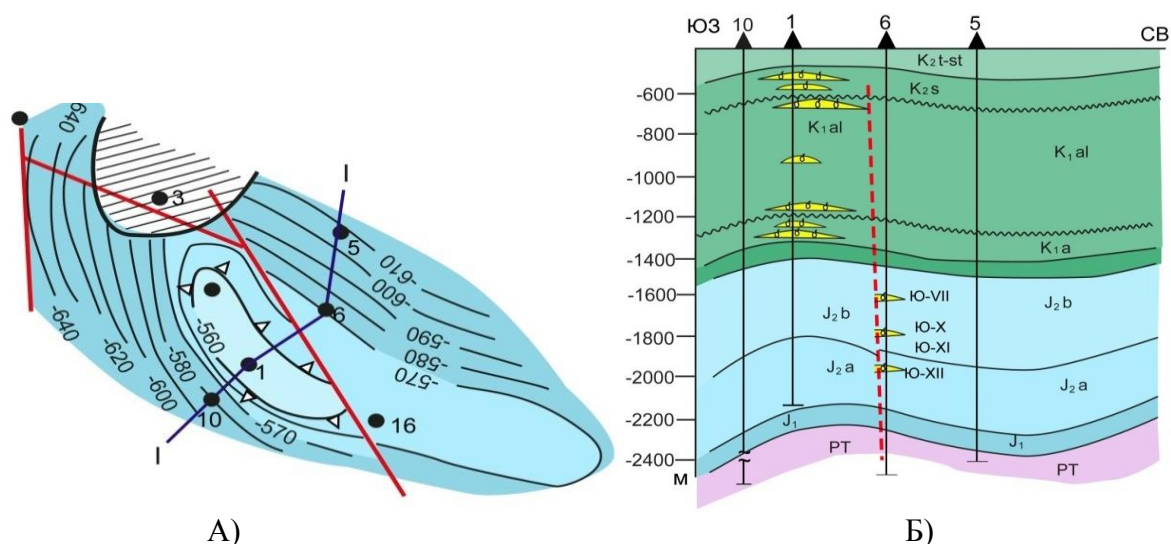 -640
3
I
5
-610
6
-600
-590
-580
-570
-560
1
-640
-620
-580
-600
10
-570
16
I
А)
ЮЗ 10 1 6 5 СВ
K₂t-st
-600 K₂s
-800 K₁al K₁al
-1000
-1200
K₁a
-1400
-1600 Ю-VII J₂b
-1800 J₂b Ю-X
Ю-XI
-2000 J₂a Ю-XII J₂a
-2200 J₁ J₁
-2400 PT PT
м
Б)